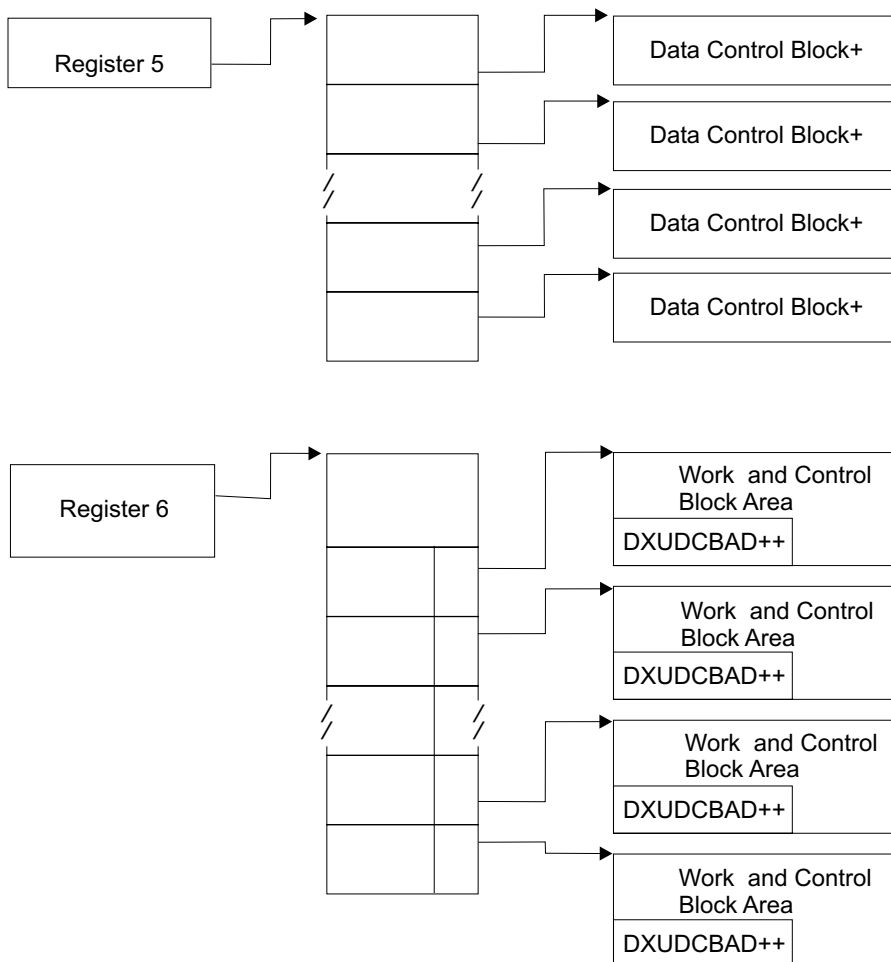 Register 5
Data Control Block+
Data Control Block+
Data Control Block+
Data Control Block+
Register 6
Work and Control
Block Area
DXUDCBAD++
Work and Control
Block Area
DXUDCBAD++
Work and Control
Block Area
DXUDCBAD++
Work and Control
Block Area
DXUDCBAD++